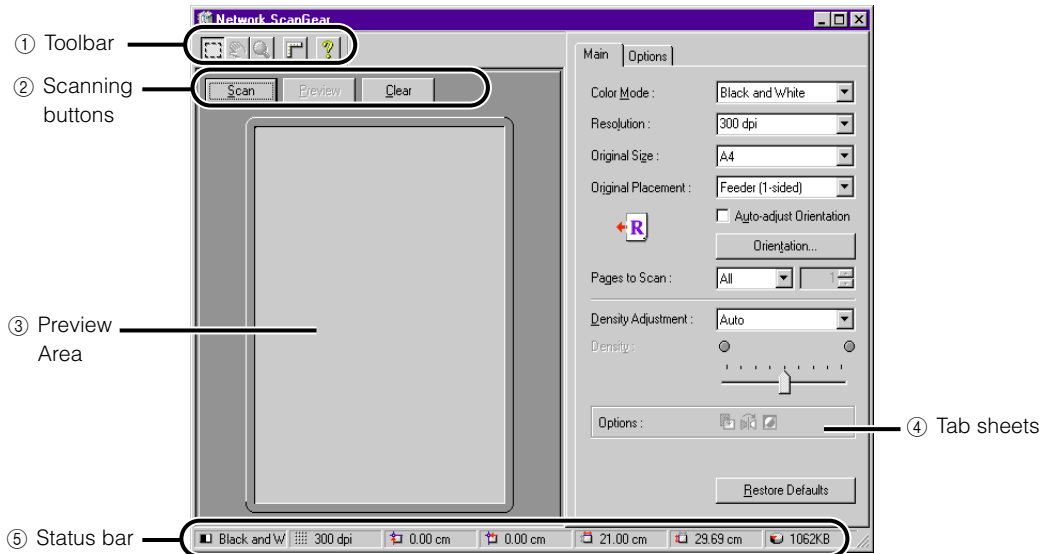 Network ScanGear
① Toolbar
Main Options
② Scanning
buttons
Scan Preview Clear
Color Mode : Black and White
Resolution : 300 dpi
Original Size : A4
Original Placement : Feeder (1-sided)
Auto-adjust Orientation
R
Orientation...
Pages to Scan : All 1
③ Preview
Area
Density Adjustment : Auto
Density :
Options :
④ Tab sheets
Restore Defaults
⑤ Status bar
Black and W 300 dpi 0.00 cm 0.00 cm 21.00 cm 29.69 cm 1062KB